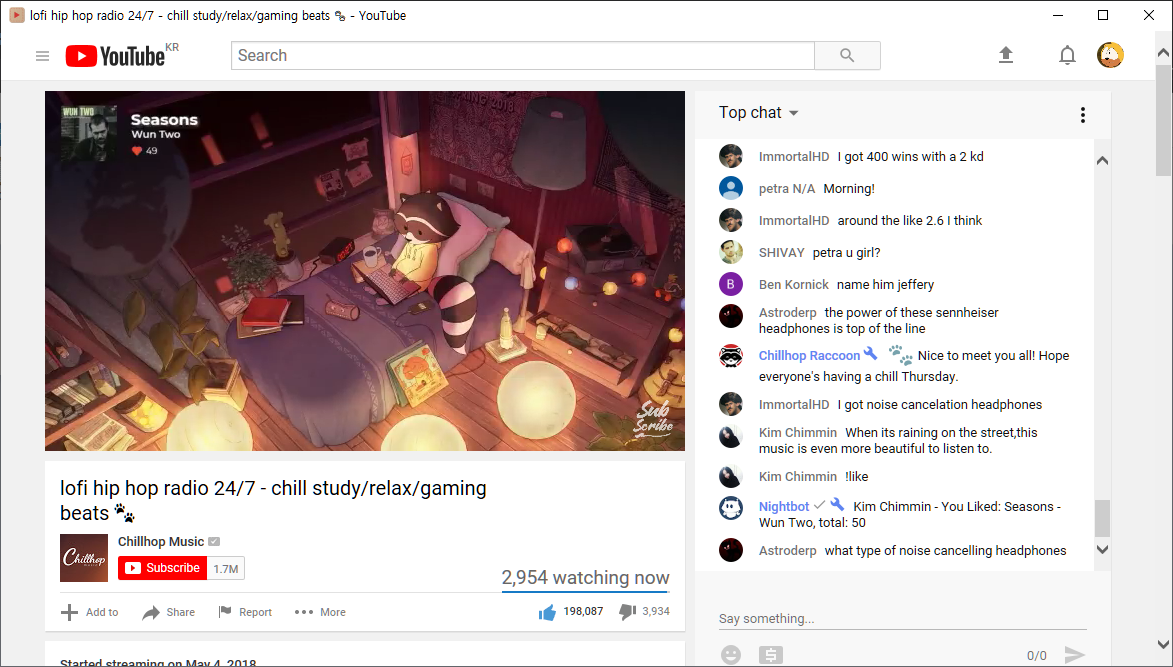 lofi hip hop radio 24/7 - chill study/relax/gaming beats 🐾 - YouTube
YouTube KR
Search
WUN TWO
Seasons
Wun Two
49
SPRING 2018
Sub
Scribe
lofi hip hop radio 24/7 - chill study/relax/gaming
beats 🐾
Chillhop
music
Chillhop Music
Subscribe 1.7M
2,954 watching now
Add to Share Report More 198,087 3,934
Started streaming on May 4, 2018
Top chat
ImmortalHD I got 400 wins with a 2 kd
petra N/A Morning!
ImmortalHD around the like 2.6 I think
SHIVAY petra u girl?
B Ben Kornick name him jeffery
Astroderp the power of these sennheiser
headphones is top of the line
Chillhop Raccoon 🐾 Nice to meet you all! Hope
everyone's having a chill Thursday.
ImmortalHD I got noise cancelation headphones
Kim Chimmin When its raining on the street,this
music is even more beautiful to listen to.
Kim Chimmin !like
Nightbot Kim Chimmin - You Liked: Seasons -
Wun Two, total: 50
Astroderp what type of noise cancelling headphones
Say something...
0/0